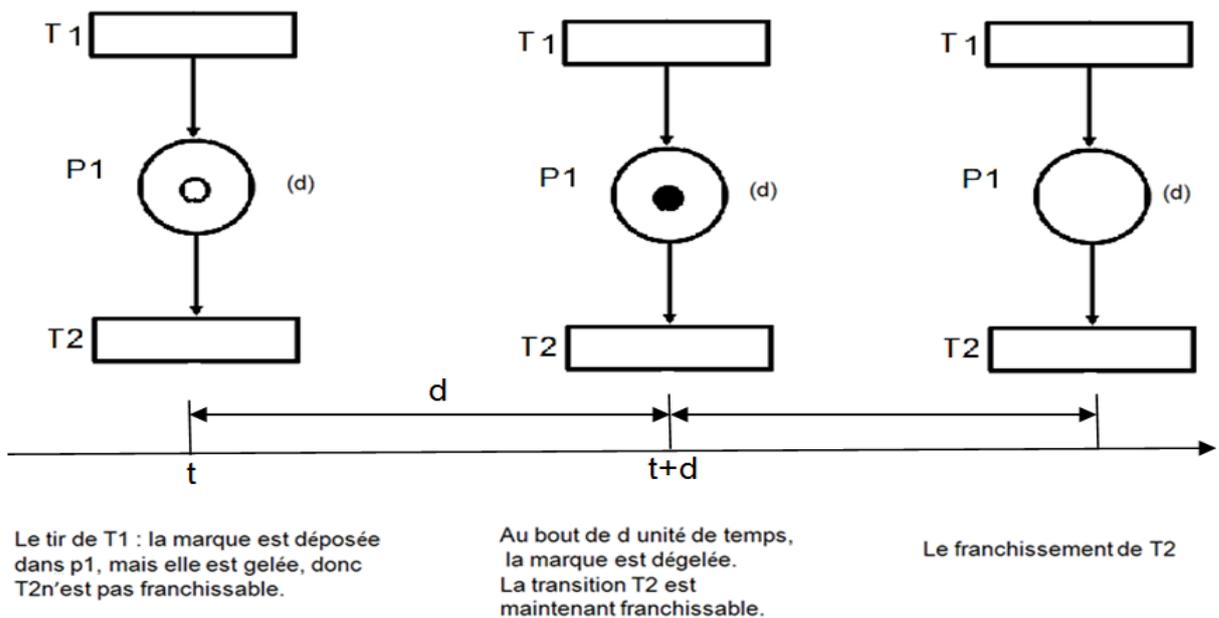 T 1
T 1
T 1
P1
(d)
P1
(d)
P1
(d)
T2
T2
T2
d
t
t+d
Le tir de T1 : la marque est déposée
dans p1, mais elle est gelée, donc
T2n'est pas franchissable.
Au bout de d unité de temps,
la marque est dégelée.
La transition T2 est
maintenant franchissable.
Le franchissement de T2